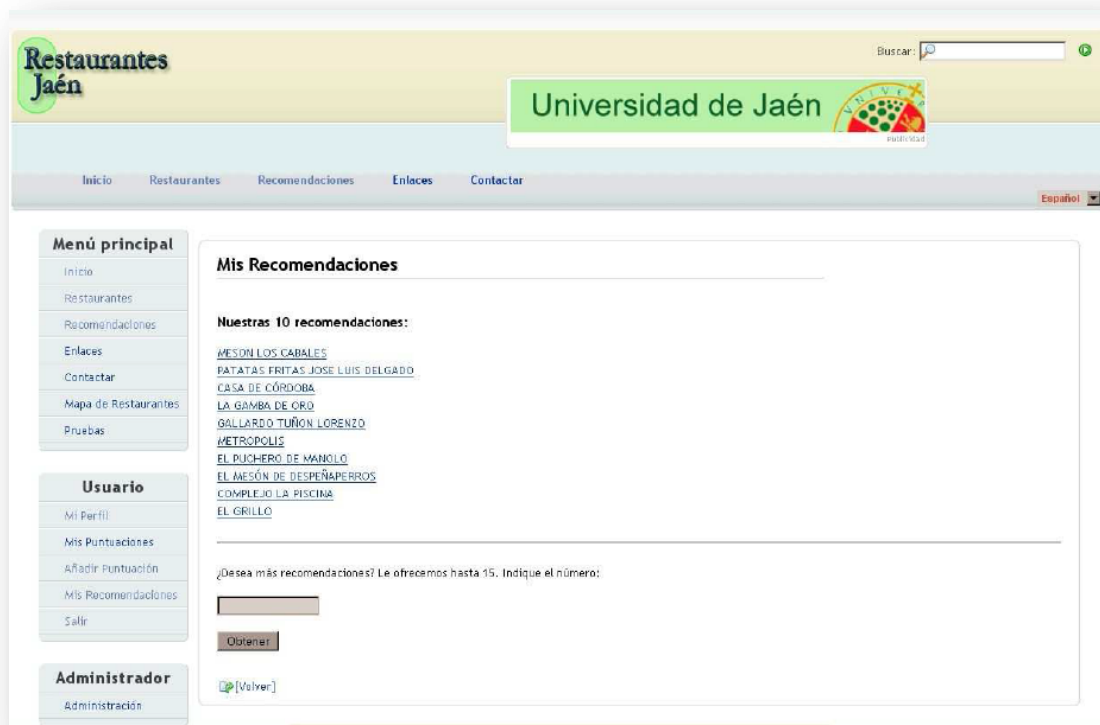 Restaurantes
Jaén
Buscar:
Universidad de Jaén
Publicidad
Inicio Restaurantes Recomendaciones Enlaces Contactar
Español
Menú principal
Inicio
Restaurantes
Recomendaciones
Enlaces
Contactar
Mapa de Restaurantes
Pruebas
Usuario
Mi Perfil
Mis Puntuaciones
Añadir Puntuación
Mis Recomendaciones
Salir
Administrador
Administración
Mis Recomendaciones
Nuestras 10 recomendaciones:
MESON LOS CABALES
PATATAS FRITAS JOSE LUIS DELGADO
CASA DE CÓRDOBA
LA GAMBA DE ORO
GALLARDO TUÑON LORENZO
METROPOLIS
EL PUCHERO DE MANOLO
EL MESÓN DE DESPEÑAPERROS
COMPLEJO LA PISCINA
EL GRILLO
¿Desea más recomendaciones? Le ofrecemos hasta 15. Indique el número:
Obtener
[Volver]